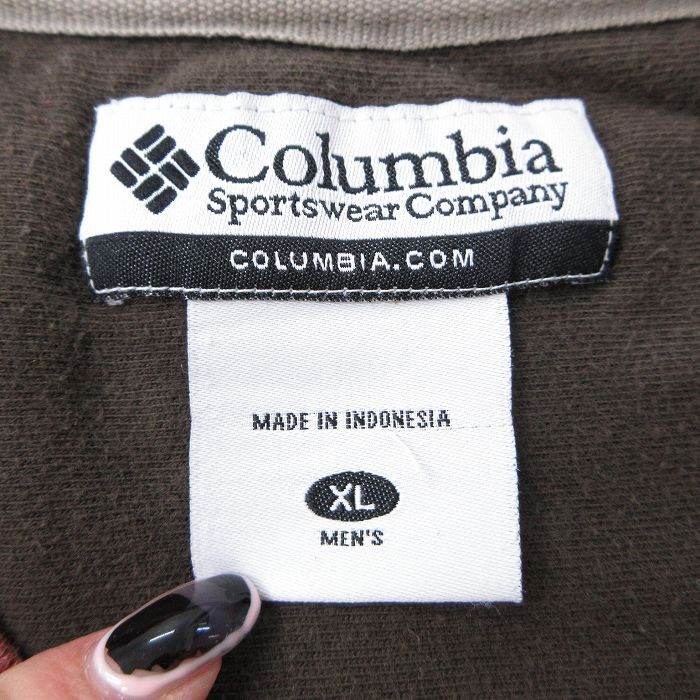 Columbia
Sportswear Company
COLUMBIA.COM
MADE IN INDONESIA
XL
MEN'S